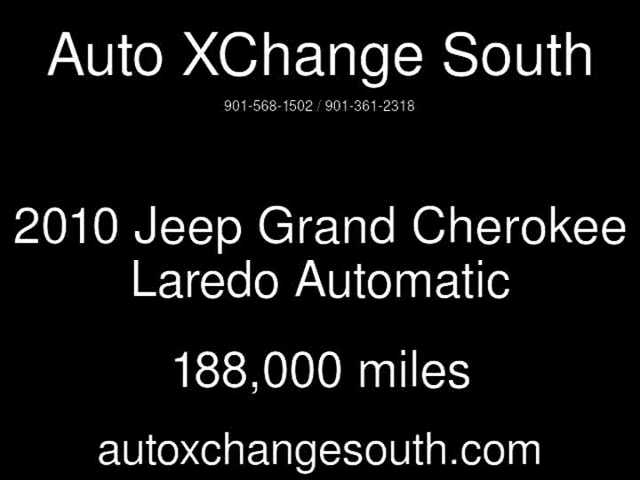 Auto XChange South
901-568-1502 / 901-361-2318
2010 Jeep Grand Cherokee
Laredo Automatic
188,000 miles
autoxchangesouth.com